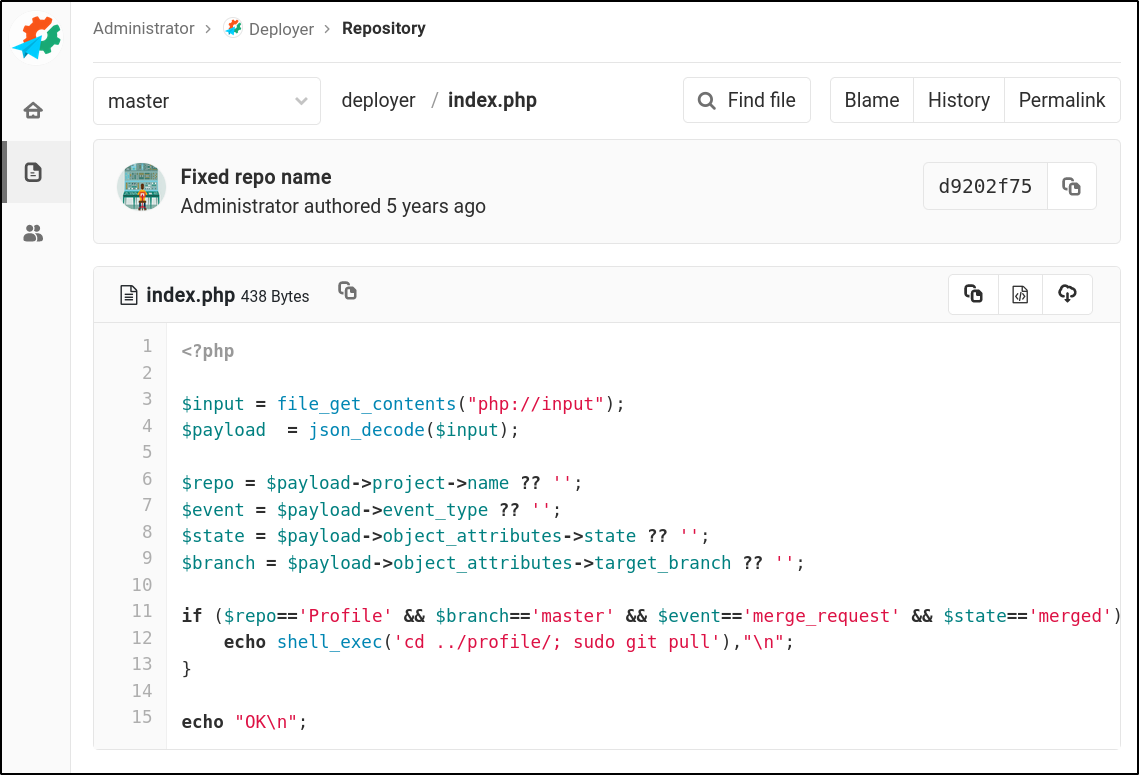 Administrator > Deployer > Repository
master deployer / index.php Find file Blame History Permalink
Fixed repo name
Administrator authored 5 years ago
d9202f75
index.php 438 Bytes
1 <?php
2
3 $input = file_get_contents("php://input");
4 $payload  = json_decode($input);
5
6 $repo = $payload->project->name ?? '';
7 $event = $payload->event_type ?? '';
8 $state = $payload->object_attributes->state ?? '';
9 $branch = $payload->object_attributes->target_branch ?? '';
10
11 if ($repo=='Profile' && $branch=='master' && $event=='merge_request' && $state=='merged')
12     echo shell_exec('cd ../profile/; sudo git pull'),"\n";
13 }
14
15 echo "OK\n";